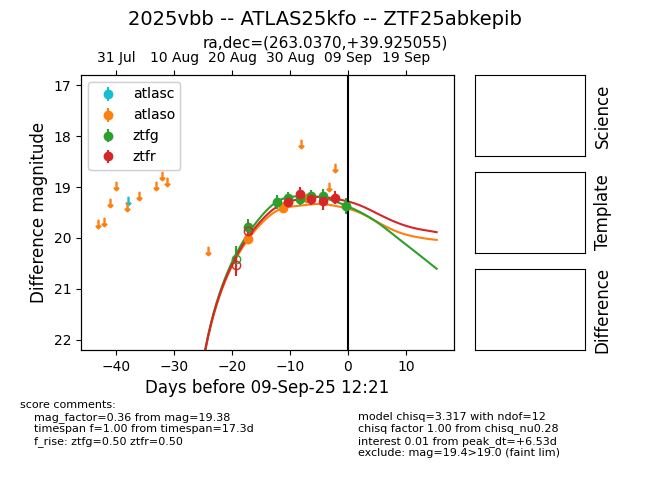 2025vbb -- ATLAS25kfo -- ZTF25abkepib
ra,dec=(263.0370,+39.925055)
31 Jul 10 Aug 20 Aug 30 Aug 09 Sep 19 Sep
atlasc
atlaso
ztfg
ztfr
17
18
19
20
21
22
Difference magnitude
−40 −30 −20 −10 0 10
Days before 09-Sep-25 12:21
Science
Template
Difference
score comments:
mag_factor=0.36 from mag=19.38
timespan f=1.00 from timespan=17.3d
f_rise: ztfg=0.50 ztfr=0.50
model chisq=3.317 with ndof=12
chisq factor 1.00 from chisq_nu0.28
interest 0.01 from peak_dt=+6.53d
exclude: mag=19.4>19.0 (faint lim)